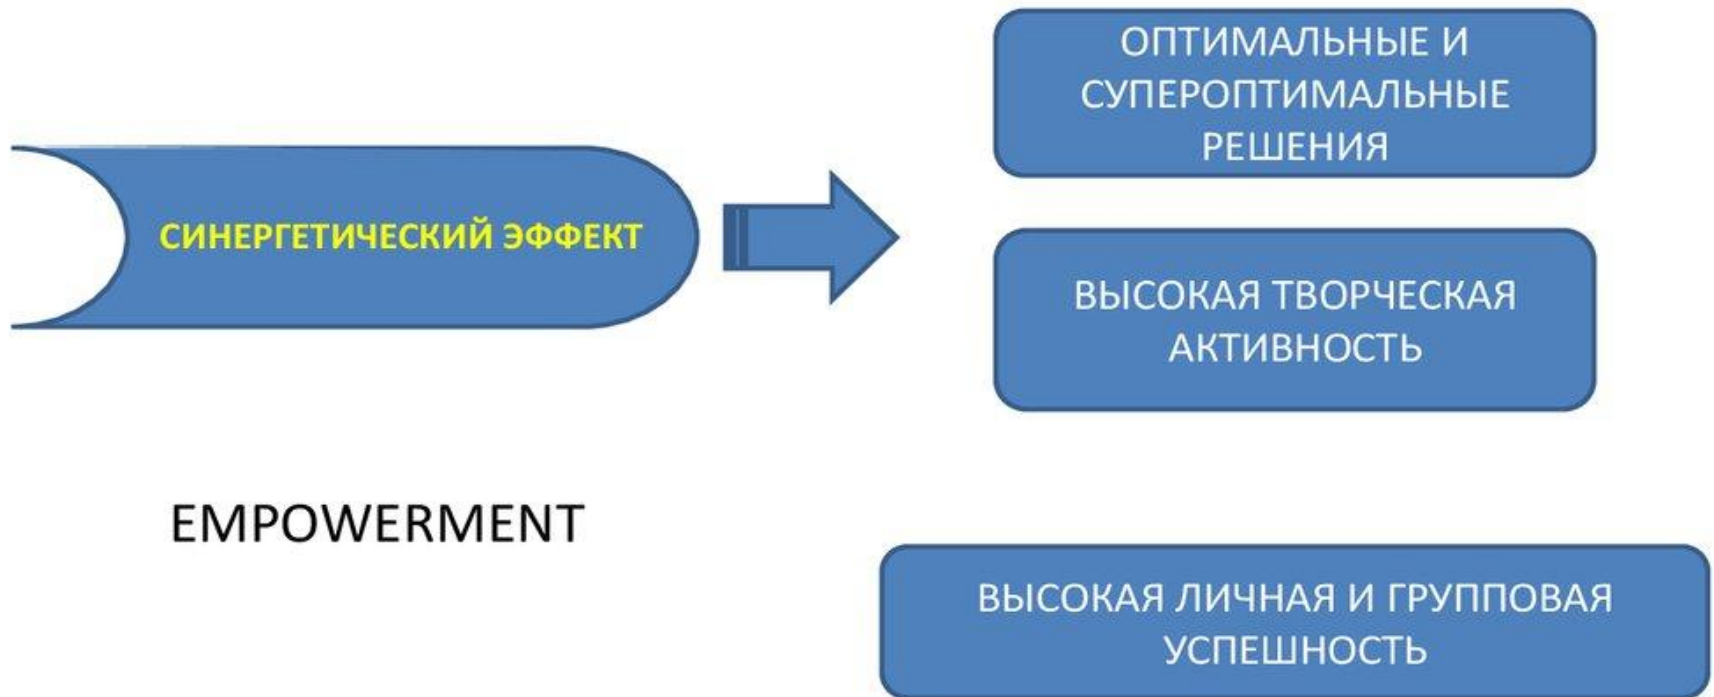 ОПТИМАЛЬНЫЕ И
СУПЕРОПТИМАЛЬНЫЕ
РЕШЕНИЯ
СИНЕРГЕТИЧЕСКИЙ ЭФФЕКТ
ВЫСОКАЯ ТВОРЧЕСКАЯ
АКТИВНОСТЬ
EMPOWERMENT
ВЫСОКАЯ ЛИЧНАЯ И ГРУППОВАЯ
УСПЕШНОСТЬ